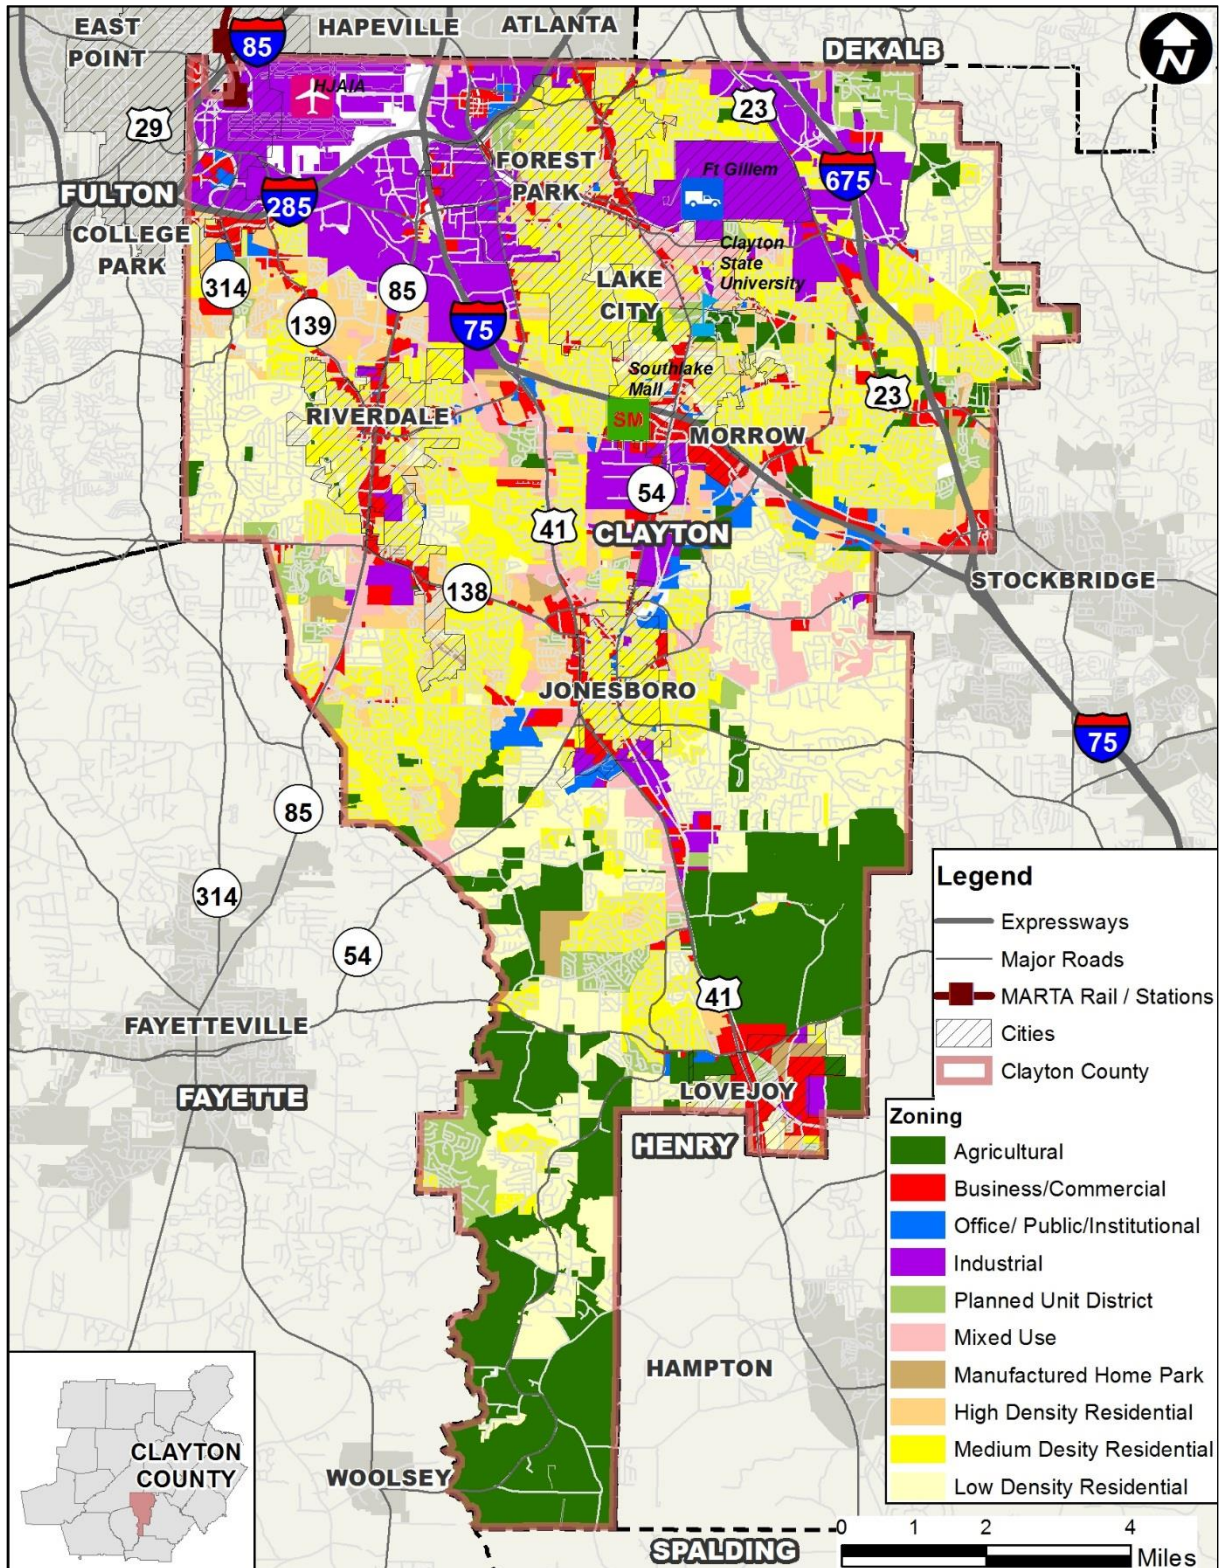 EAST
POINT
HAPEVILLE
ATLANTA
85
DEKALB
N
HJAIA
29
23
FOREST
PARK
Ft Gillem
675
FULTON
285
COLLEGE
PARK
Clayton
State
University
314
85
LAKE
CITY
139
75
Southlake
Mall
23
RIVERDALE
SM
MORROW
54
41
CLAYTON
STOCKBRIDGE
138
JONESBORO
75
85
314
54
41
FAYETTEVILLE
FAYETTE
LOVEJOY
HENRY
HAMPTON
WOOLSEY
SPALDING
Legend
Expressways
Major Roads
MARTA Rail / Stations
Cities
Clayton County
Zoning
Agricultural
Business/Commercial
Office/ Public/Institutional
Industrial
Planned Unit District
Mixed Use
Manufactured Home Park
High Density Residential
Medium Desity Residential
Low Density Residential
CLAYTON
COUNTY
0 1 2 4
Miles